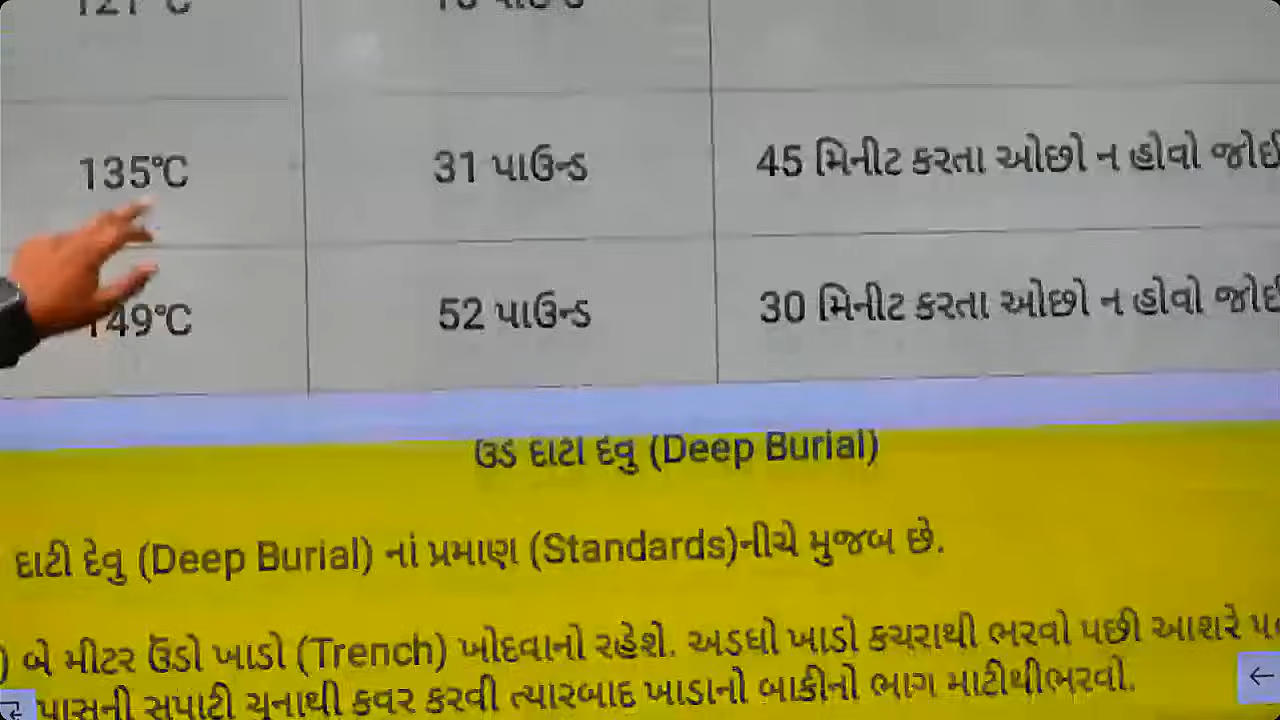 121°C
135℃ 31 પાઉન્ડ 45 મિનીટ કરતા ઓછો ન હોવો
149℃ 52 પાઉન્ડ 30 મિનીટ કરતા ઓછો ન હોવો
ઉંડે દાટી દેવુ (Deep Burial)
દાટી દેવુ (Deep Burial) નાં પ્રમાણ (Standards)નીચે મુજબ છે.
) બે મીટર ઉંડો ખાડો (Trench) ખોદવાનો રહેશે. અડધો ખાડો કચરાથી ભરવો પછી આશરે
પાસની સપાટી ચુનાથી કવર કરવી ત્યારબાદ ખાડાનો બાકીનો ભાગ માટીથીભરવો.